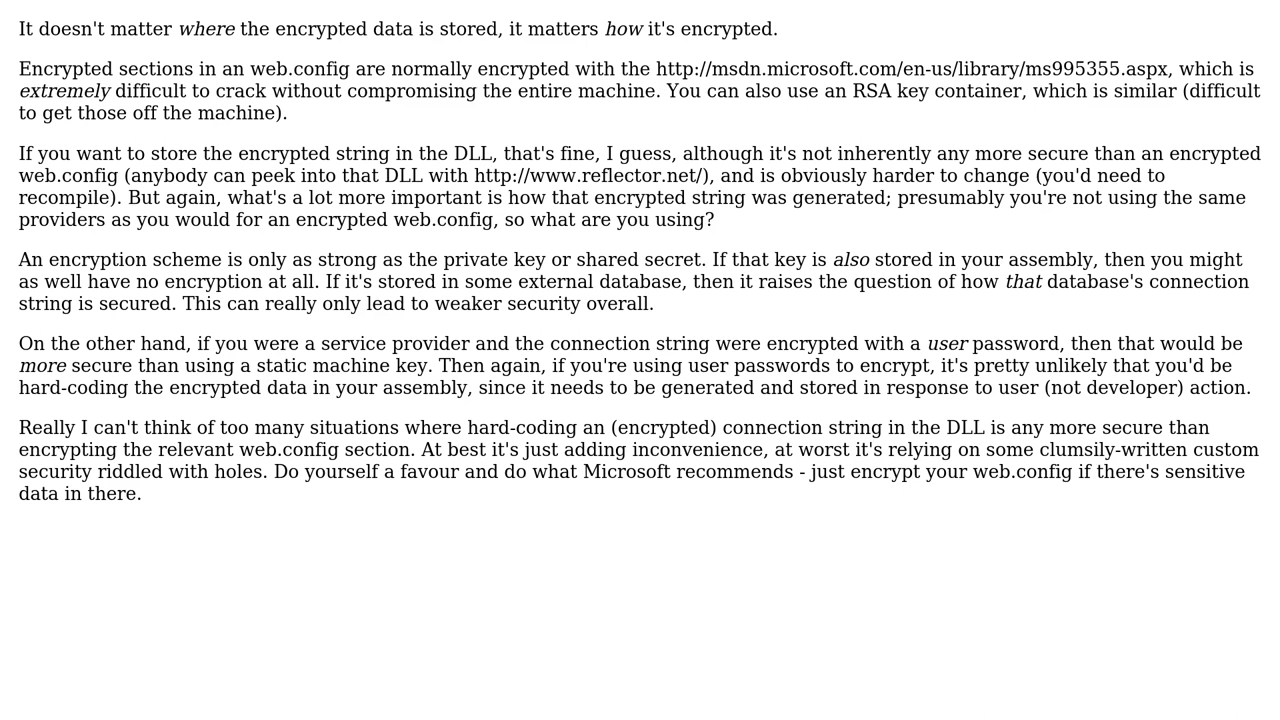 It doesn't matter where the encrypted data is stored, it matters how it's encrypted.
Encrypted sections in an web.config are normally encrypted with the http://msdn.microsoft.com/en-us/library/ms995355.aspx, which is
extremely difficult to crack without compromising the entire machine. You can also use an RSA key container, which is similar (difficult
to get those off the machine).
If you want to store the encrypted string in the DLL, that's fine, I guess, although it's not inherently any more secure than an encrypted
web.config (anybody can peek into that DLL with http://www.reflector.net/), and is obviously harder to change (you'd need to
recompile). But again, what's a lot more important is how that encrypted string was generated; presumably you're not using the same
providers as you would for an encrypted web.config, so what are you using?
An encryption scheme is only as strong as the private key or shared secret. If that key is also stored in your assembly, then you might
as well have no encryption at all. If it's stored in some external database, then it raises the question of how that database's connection
string is secured. This can really only lead to weaker security overall.
On the other hand, if you were a service provider and the connection string were encrypted with a user password, then that would be
more secure than using a static machine key. Then again, if you're using user passwords to encrypt, it's pretty unlikely that you'd be
hard-coding the encrypted data in your assembly, since it needs to be generated and stored in response to user (not developer) action.
Really I can't think of too many situations where hard-coding an (encrypted) connection string in the DLL is any more secure than
encrypting the relevant web.config section. At best it's just adding inconvenience, at worst it's relying on some clumsily-written custom
security riddled with holes. Do yourself a favour and do what Microsoft recommends - just encrypt your web.config if there's sensitive
data in there.